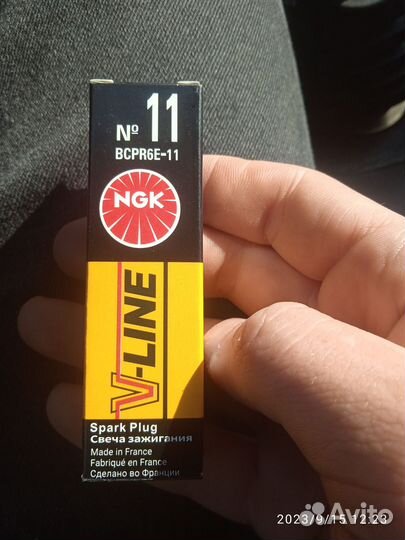 № 11
BCPR6E-11
NGK
V-LINE
Spark Plug
Свеча зажигания
Made in France
Fabriqué en France
Сделано во Франции
2023/9/15 12:23
Avito